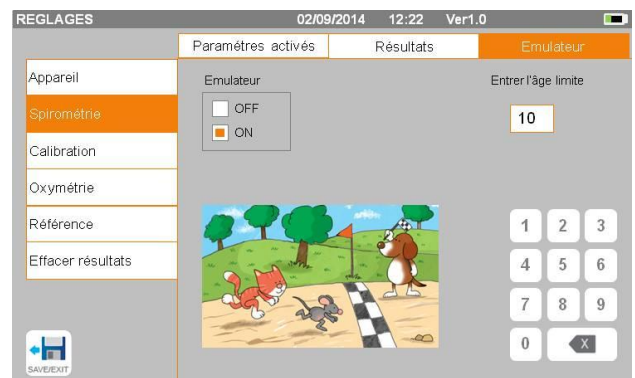 REGLAGES 02/09/2014 12:22 Ver1.0
Paramétres activés Résultats Emulateur
Appareil
Spirométrie
Calibration
Oxymétrie
Référence
Effacer résultats
Emulateur
OFF
ON
Entrer l'âge limite
10
1 2 3
4 5 6
7 8 9
0 X
SAVE/EXIT